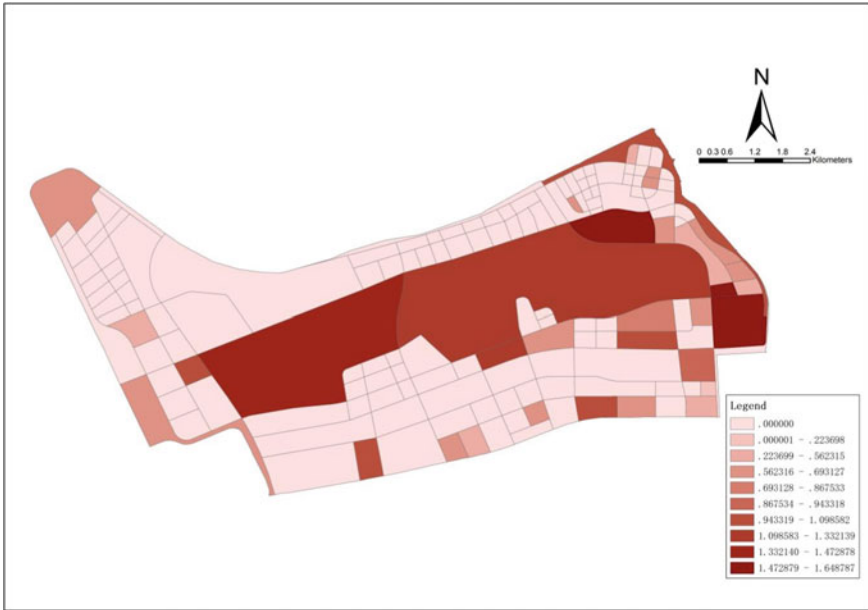 N
0 0.3 0.6 1.2 1.8 2.4
Kilometers
Legend
.000000
.000001 - .223698
.223699 - .562315
.562316 - .693127
.693128 - .867533
.867534 - .943318
.943319 - 1.098582
1.098583 - 1.332139
1.332140 - 1.472878
1.472879 - 1.648787